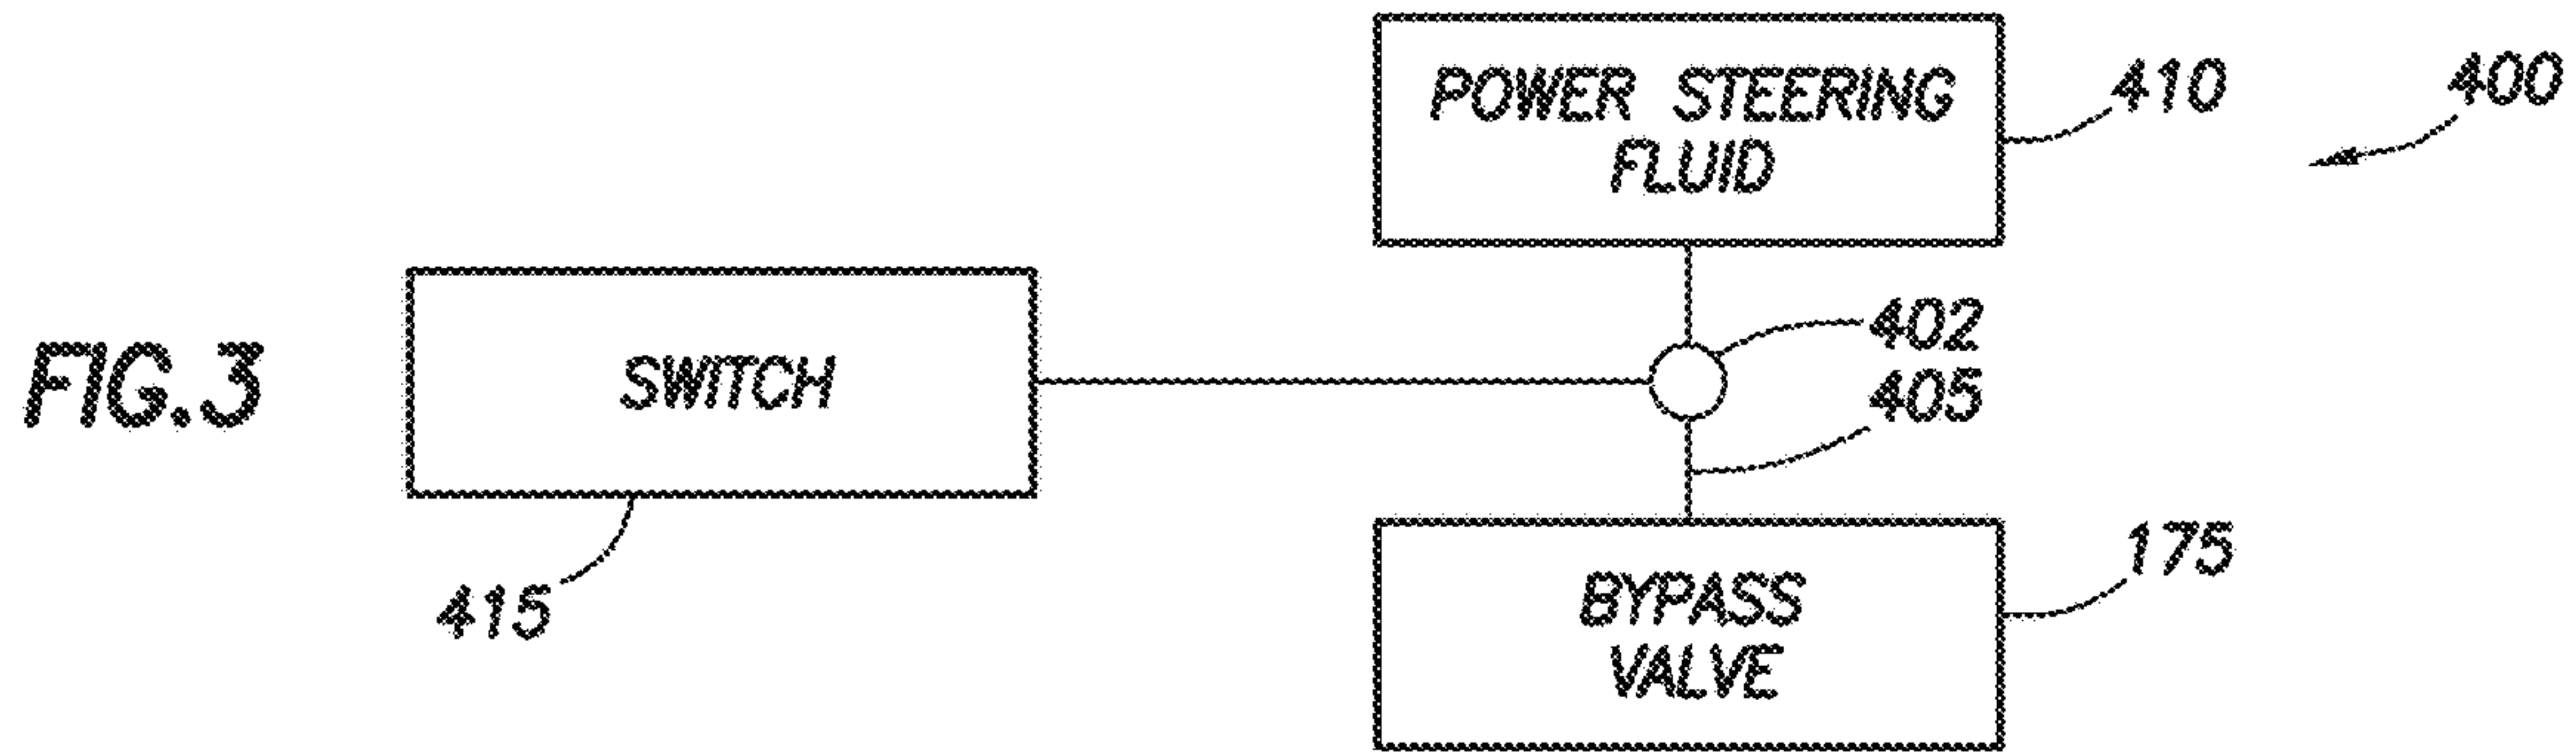 POWER STEERING
FLUID
410
400
402
405
FIG.3
SWITCH
415
BYPASS
VALVE
175